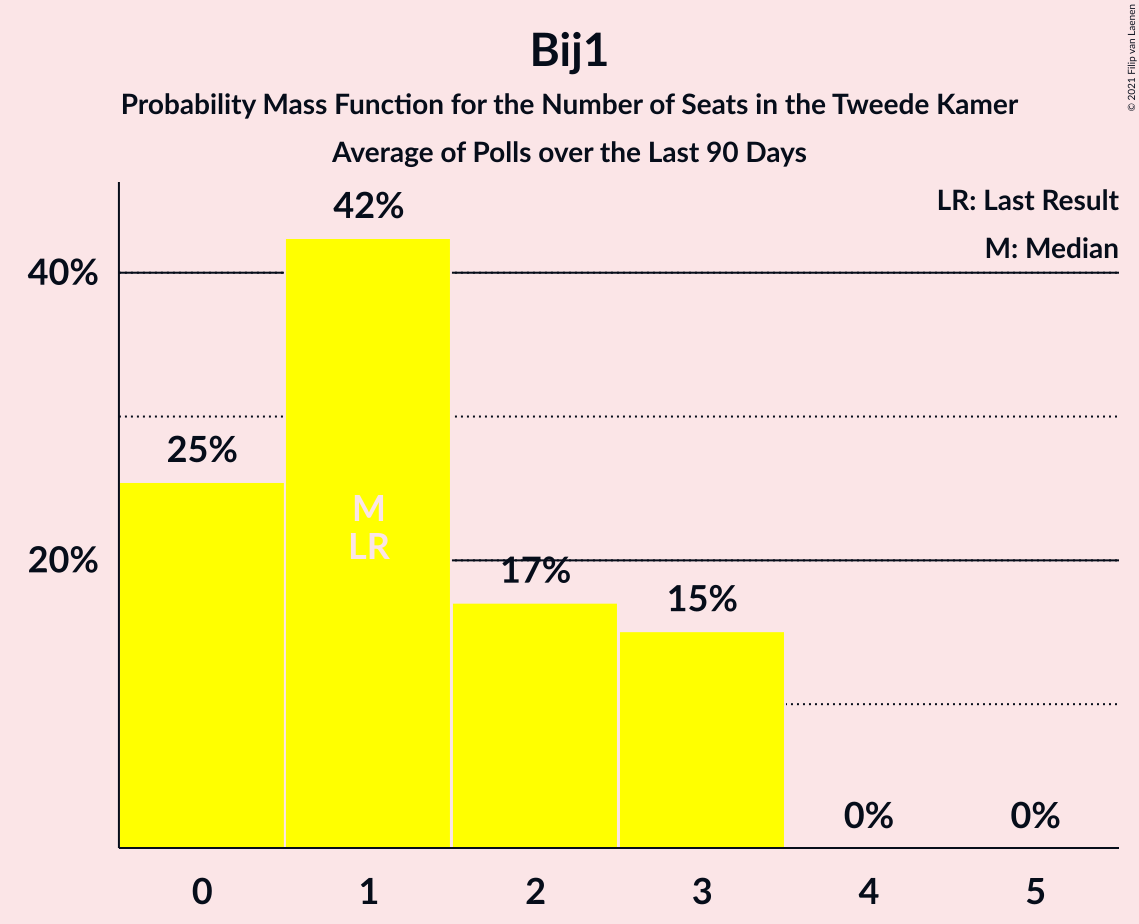 Bij1
Probability Mass Function for the Number of Seats in the Tweede Kamer
Average of Polls over the Last 90 Days
© 2021 Filip van Laenen
LR: Last Result
M: Median
42%
40%
25%
M
LR
20%
17%
15%
0%
0%
0
1
2
3
4
5